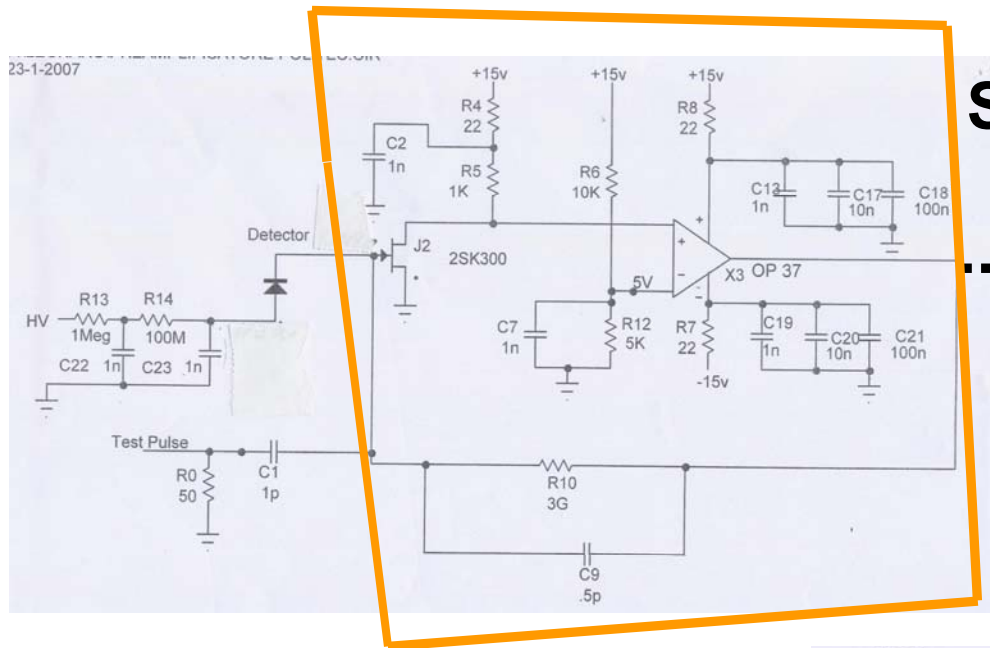 23-1-2007
+15v
+15v
+15v
R4
22
R8
22
C2
1n
R5
1K
R6
10K
C13
1n
C17
10n
C18
100n
Detector
J2
2SK300
+
+
-
-
X3
OP 37
5V
R13
1Meg
R14
100M
HV
C22
1n
C23
1n
C7
1n
R12
5K
R7
22
-15v
C19
1n
C20
10n
C21
100n
Test Pulse
R0
50
C1
1p
R10
3G
C9
.5p
S